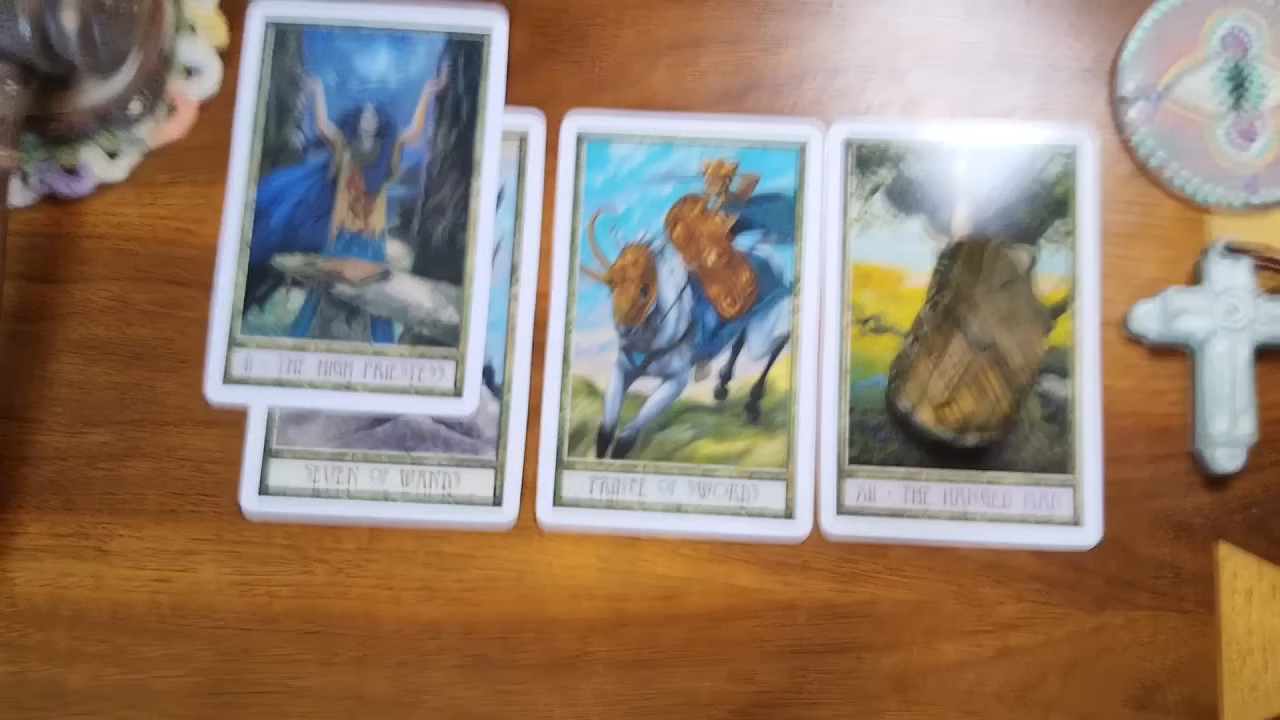 II - THE HIGH PRIESTESS
SEVEN OF WANDS
PRINCE OF SWORDS
XII - THE HANGED MAN